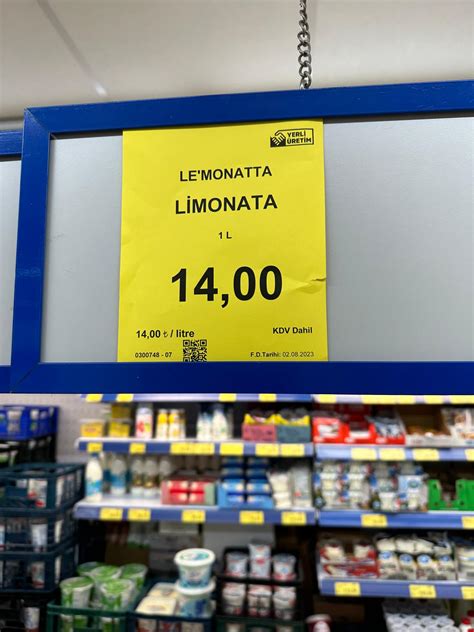 YERLİ
ÜRETİM
LE'MONATTA
LİMONATA
1 L
14,00
14,00 ₺ / litre
KDV Dahil
0300748 - 07
F.D.Tarihi: 02.08.2023